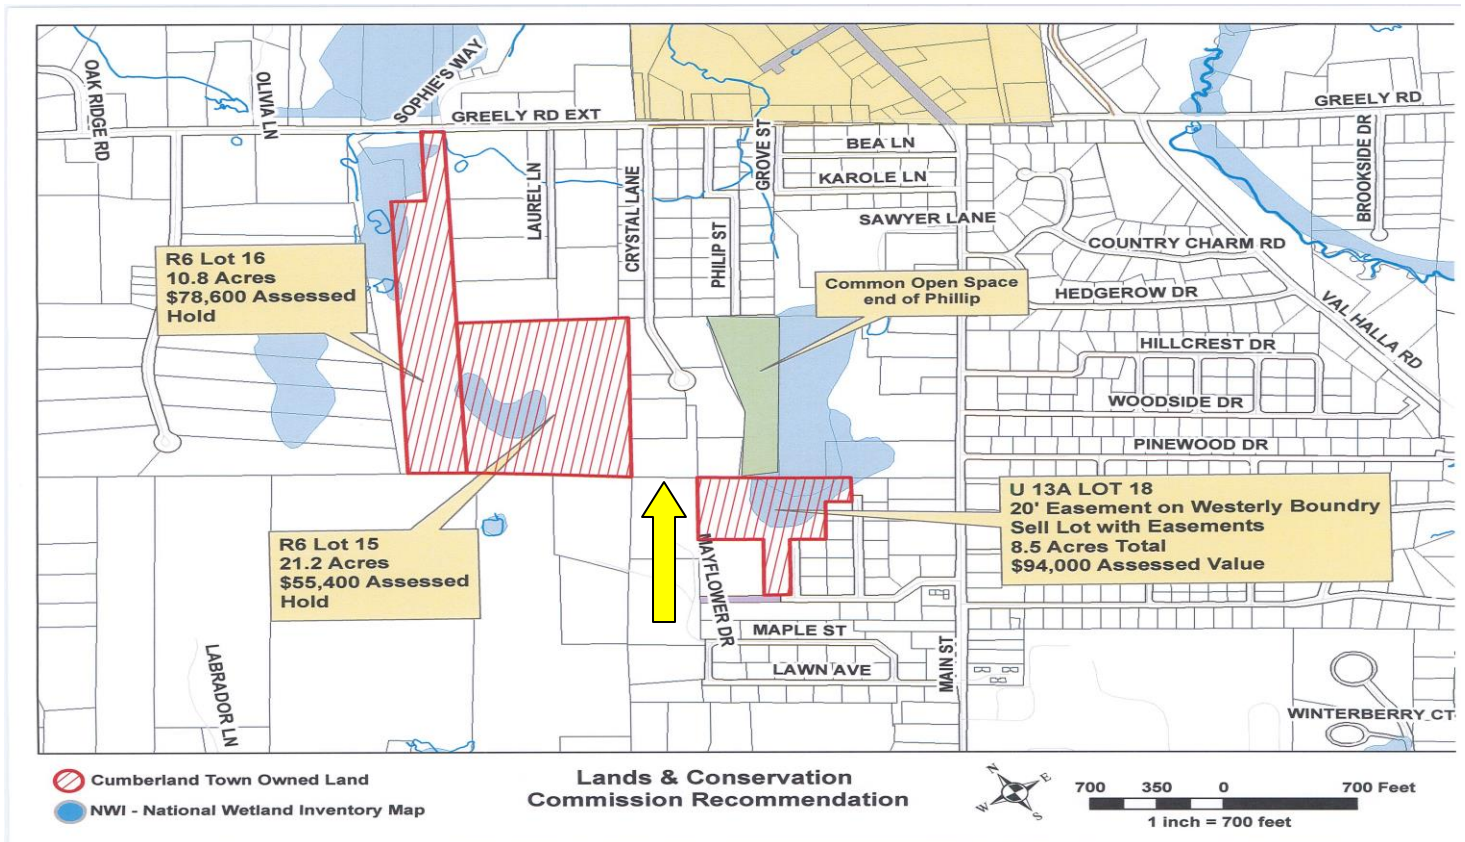 OAK RIDGE RD
OLIVIA LN
SOPHIE'S WAY
GREELY RD EXT
GREELY RD
BROOKSIDE DR
LAUREL LN
CRYSTAL LANE
PHILIP ST
GROVE ST
BEA LN
KAROLE LN
SAWYER LANE
COUNTRY CHARM RD
HEDGEROW DR
VAL HALLA RD
HILLCREST DR
WOODSIDE DR
PINEWOOD DR
R6 Lot 16
10.8 Acres
$78,600 Assessed
Hold
Common Open Space
end of Phillip
R6 Lot 15
21.2 Acres
$55,400 Assessed
Hold
U 13A LOT 18
20' Easement on Westerly Boundry
Sell Lot with Easements
8.5 Acres Total
$94,000 Assessed Value
MAYFLOWER DR
MAPLE ST
LAWN AVE
MAIN ST
LABRADOR LN
WINTERBERRY CT
Cumberland Town Owned Land
NWI - National Wetland Inventory Map
Lands & Conservation
Commission Recommendation
N
E
W
S
700 350 0 700 Feet
1 inch = 700 feet